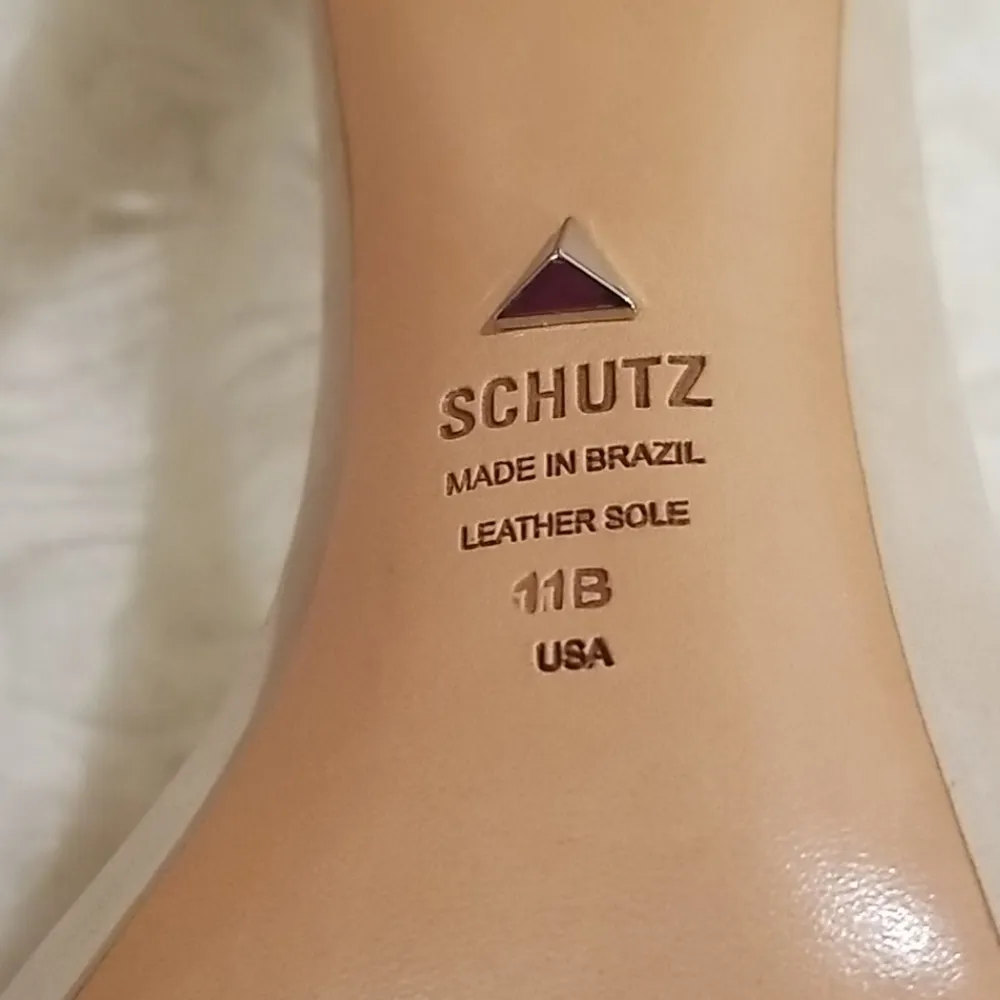 SCHUTZ
MADE IN BRAZIL
LEATHER SOLE
11B
USA